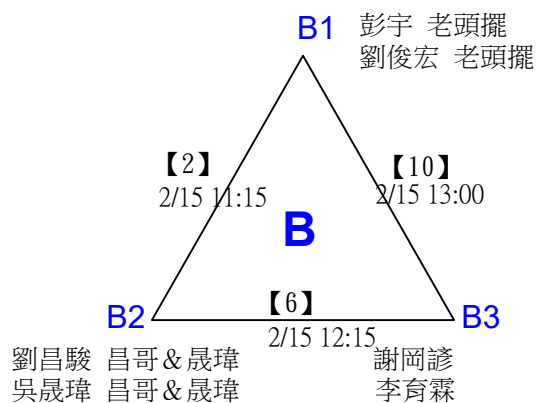 B1
彭宇 老頭擺
劉俊宏 老頭擺
【2】
2/15 11:15
【10】
2/15 13:00
B
B2
【6】
2/15 12:15
B3
劉昌駿 昌哥&晟瑋
吳晟瑋 昌哥&晟瑋
謝岡諺
李育霖